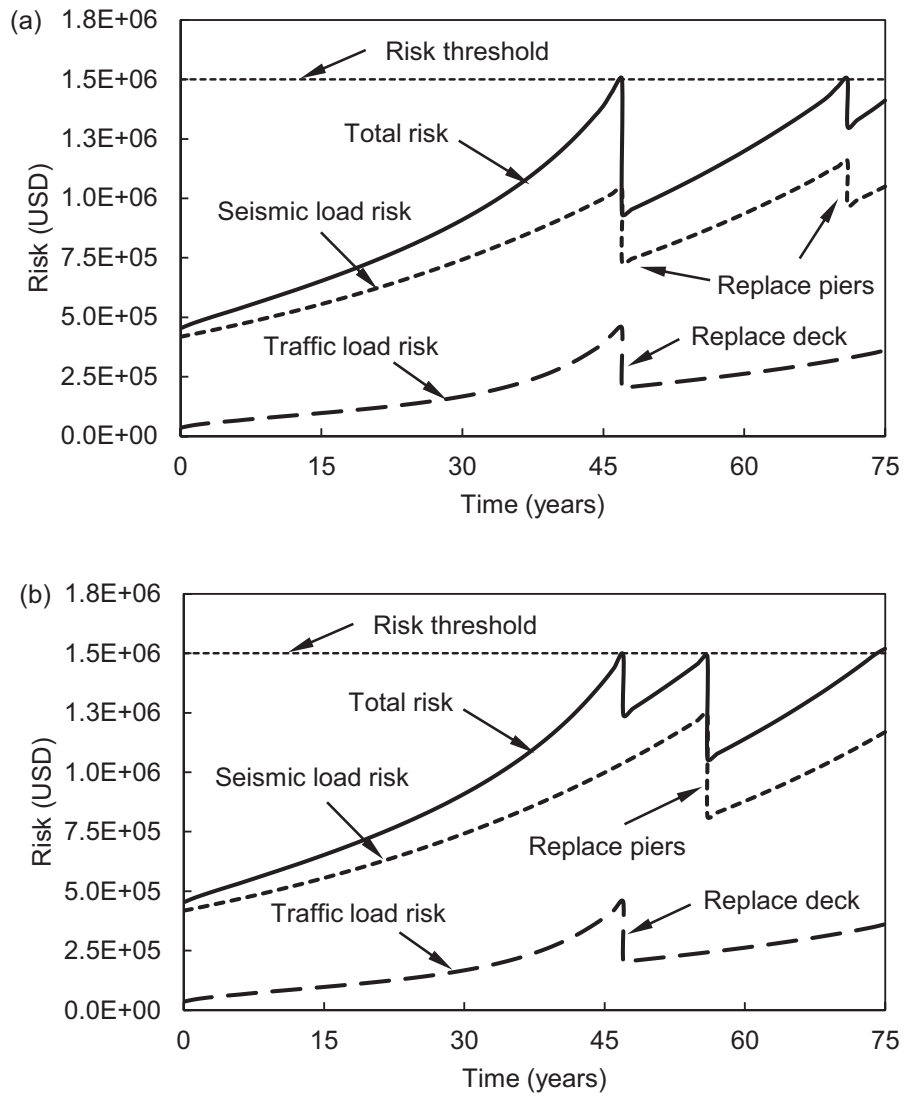 (a)
1.8E+06
1.5E+06
1.3E+06
1.0E+06
7.5E+05
5.0E+05
2.5E+05
0.0E+00
Risk (USD)
Risk threshold
Total risk
Seismic load risk
Replace piers
Traffic load risk
Replace deck
0 15 30 45 60 75
Time (years)
(b)
1.8E+06
1.5E+06
1.3E+06
1.0E+06
7.5E+05
5.0E+05
2.5E+05
0.0E+00
Risk (USD)
Risk threshold
Total risk
Seismic load risk
Replace piers
Traffic load risk
Replace deck
0 15 30 45 60 75
Time (years)